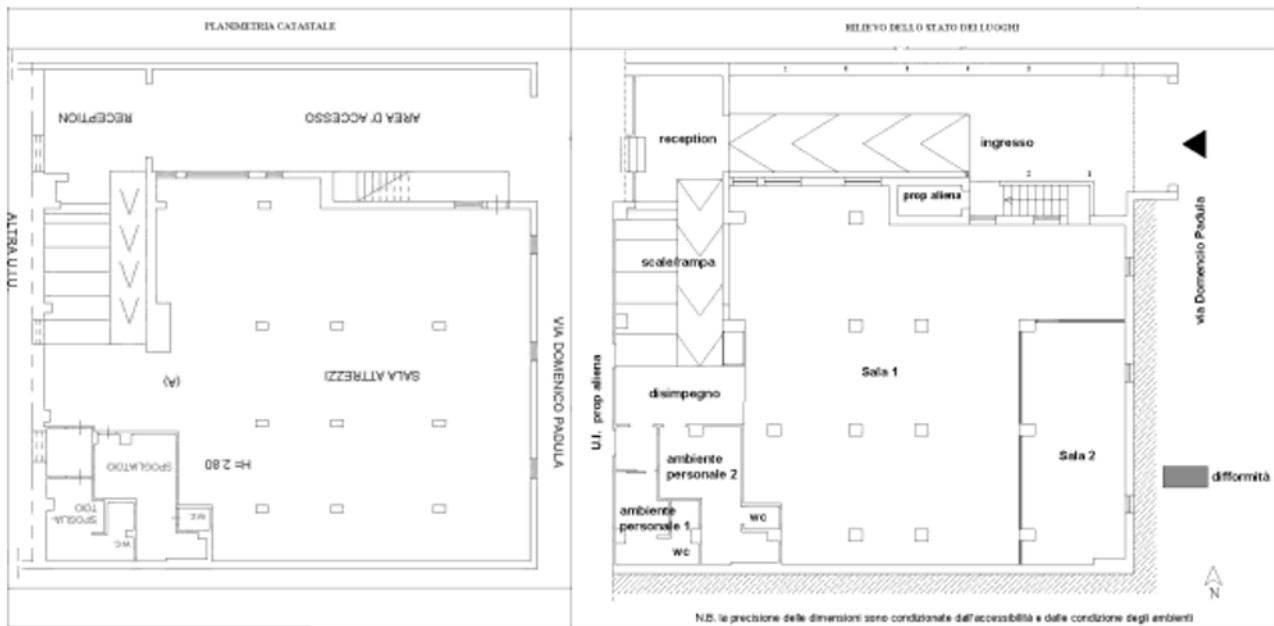 PLANIMETRIA CATASTALE
RECEPTION
AREA D' ACCESSO
ALTRA U.I.U.
(A)
SALA ATTREZZI
VIA DOMENICO PADULA
H= 2.80
SPOGLIATOIO
SPOGLIA-
TOIO
WC
WC
RILIEVO DELLO STATO DEI LUOGHI
reception
ingresso
prop aliena
scale/rampa
via Domencio Padula
U.I. prop aliena
Sala 1
disimpegno
ambiente
personale 2
Sala 2
difformità
ambiente
personale 1
wc
wc
N
N.B. la precisione delle dimensioni sono condizionate dall'accessibilità e dalle condizione degli ambienti